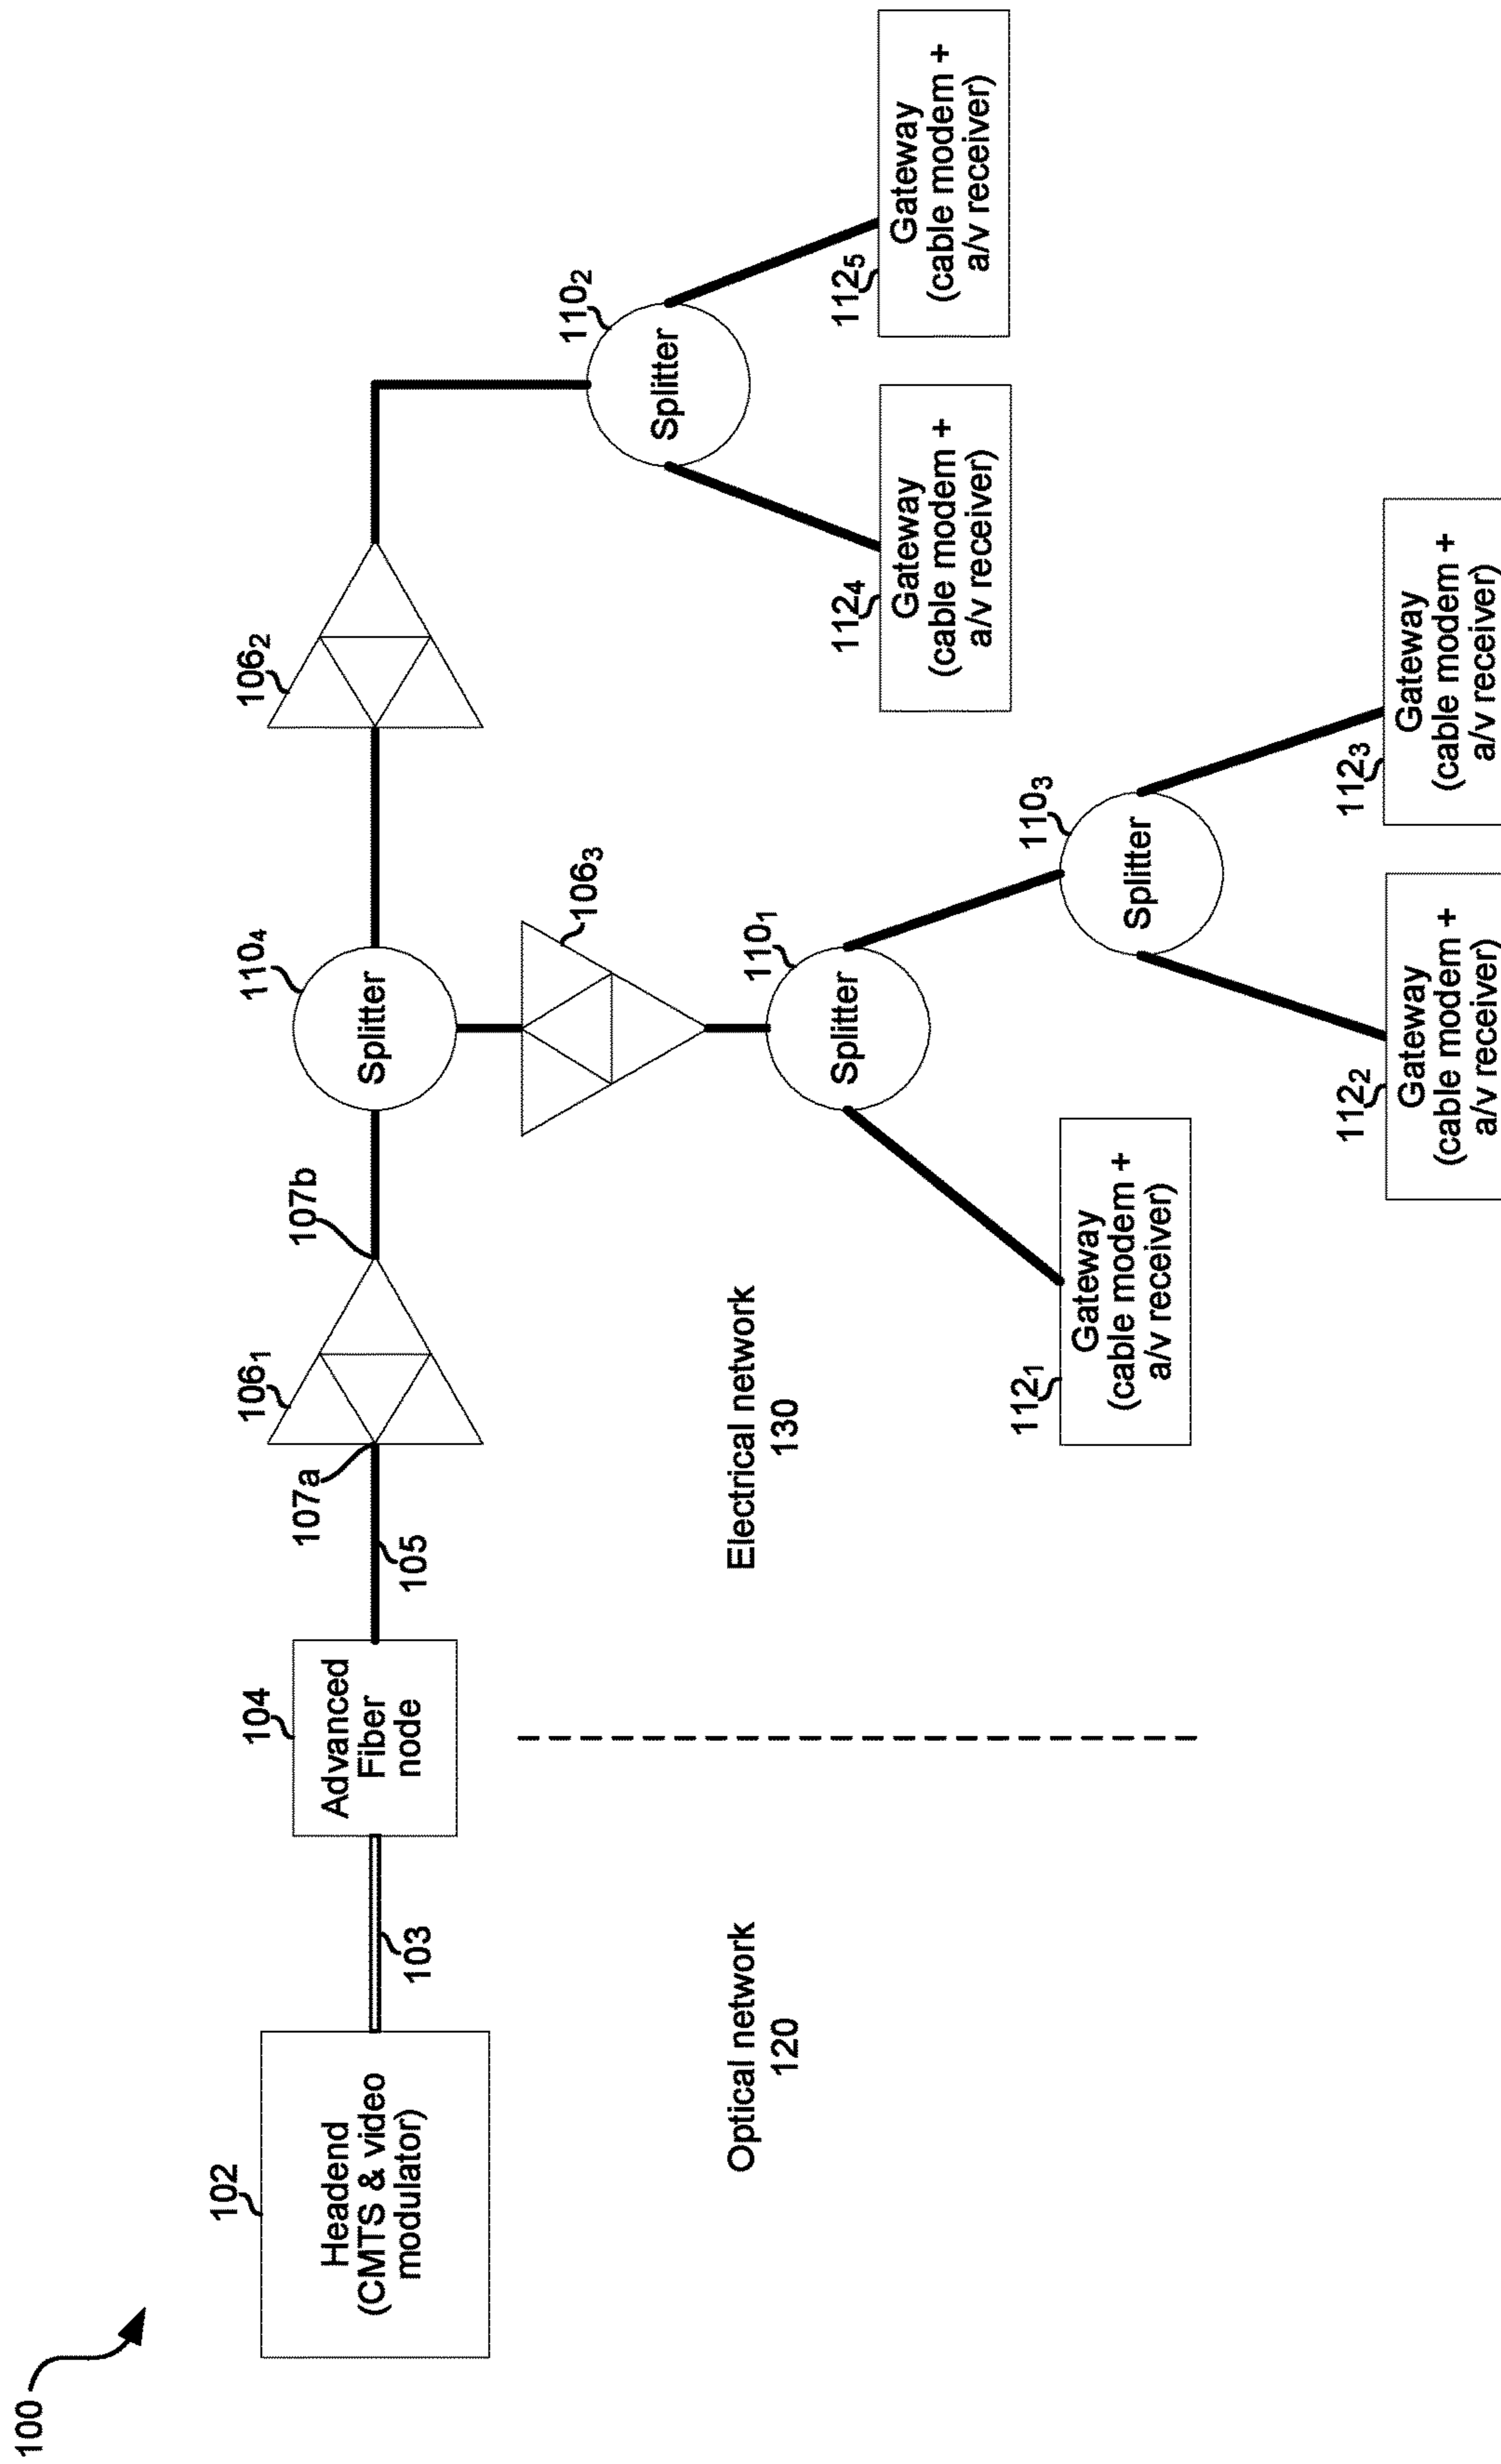 100
102
Headend
(CMTS & video
modulator)
103
104
Advanced
Fiber
node
105
107a
106₁
107b
110₄
Splitter
106₂
106₃
110₂
Splitter
110₁
Splitter
110₃
Splitter
112₁
Gateway
(cable modem +
a/v receiver)
112₂
Gateway
(cable modem +
a/v receiver)
112₃
Gateway
(cable modem +
a/v receiver)
112₄
Gateway
(cable modem +
a/v receiver)
112₅
Gateway
(cable modem +
a/v receiver)
Optical network
120
Electrical network
130